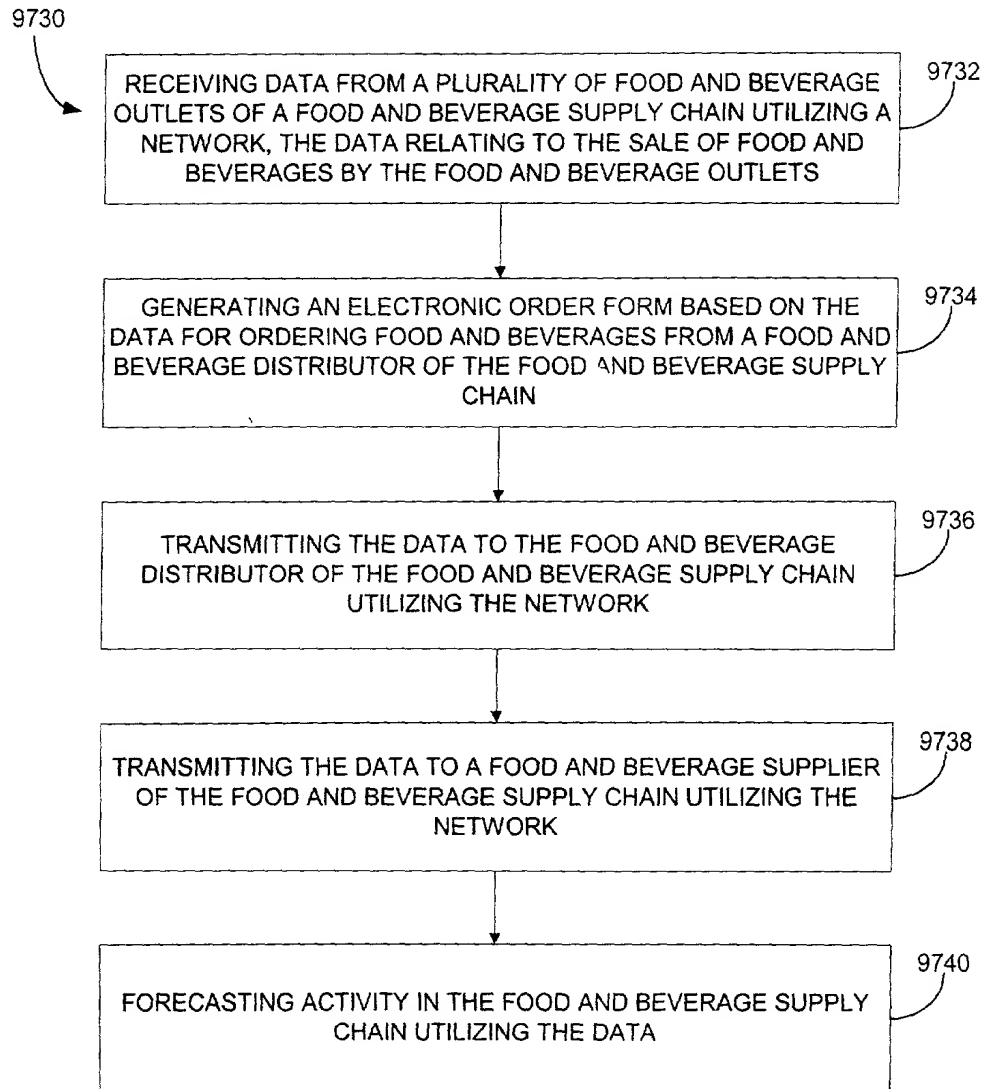 9730
RECEIVING DATA FROM A PLURALITY OF FOOD AND BEVERAGE
OUTLETS OF A FOOD AND BEVERAGE SUPPLY CHAIN UTILIZING A
NETWORK, THE DATA RELATING TO THE SALE OF FOOD AND
BEVERAGES BY THE FOOD AND BEVERAGE OUTLETS
9732
GENERATING AN ELECTRONIC ORDER FORM BASED ON THE
DATA FOR ORDERING FOOD AND BEVERAGES FROM A FOOD AND
BEVERAGE DISTRIBUTOR OF THE FOOD AND BEVERAGE SUPPLY
CHAIN
9734
TRANSMITTING THE DATA TO THE FOOD AND BEVERAGE
DISTRIBUTOR OF THE FOOD AND BEVERAGE SUPPLY CHAIN
UTILIZING THE NETWORK
9736
TRANSMITTING THE DATA TO A FOOD AND BEVERAGE SUPPLIER
OF THE FOOD AND BEVERAGE SUPPLY CHAIN UTILIZING THE
NETWORK
9738
FORECASTING ACTIVITY IN THE FOOD AND BEVERAGE SUPPLY
CHAIN UTILIZING THE DATA
9740